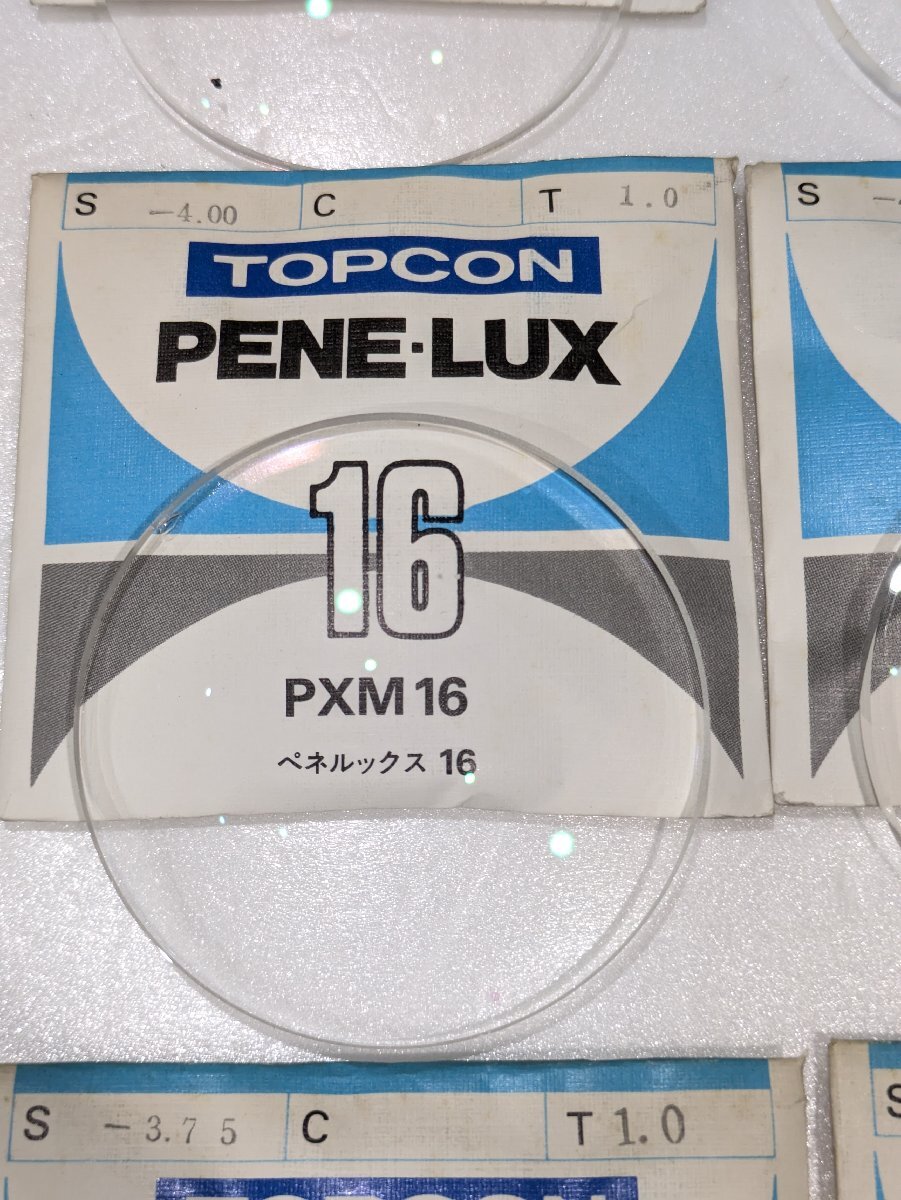 S -4.00 C T 1.0
TOPCON
PENE·LUX
16
PXM 16
ペネルックス 16
S
S -3.75 C T 1.0
TOPCON
S